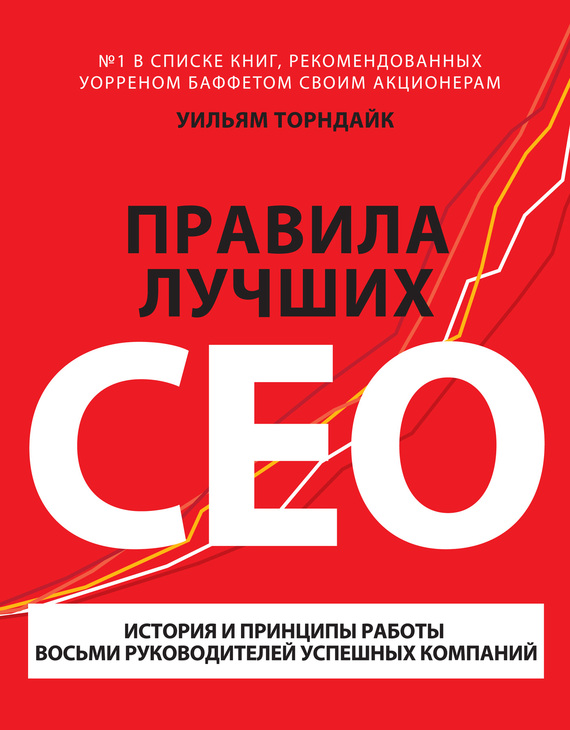 №1 В СПИСКЕ КНИГ, РЕКОМЕНДОВАННЫХ
УОРРЕНОМ БАФФЕТОМ СВОИМ АКЦИОНЕРАМ
УИЛЬЯМ ТОРНДАЙК
ПРАВИЛА
ЛУЧШИХ
CEO
ИСТОРИЯ И ПРИНЦИПЫ РАБОТЫ
ВОСЬМИ РУКОВОДИТЕЛЕЙ УСПЕШНЫХ КОМПАНИЙ